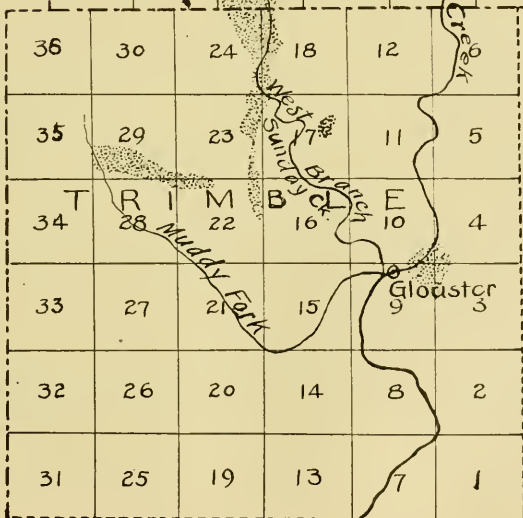 36 30 24 18 12 6
Creek
West
35 29 23 17 11 5
Sunday Ck.
Branch
TRIMBLE
34 28 22 16 10 4
Muddy Fork
Glouster
33 27 21 15 9 3
32 26 20 14 8 2
31 25 19 13 7 1